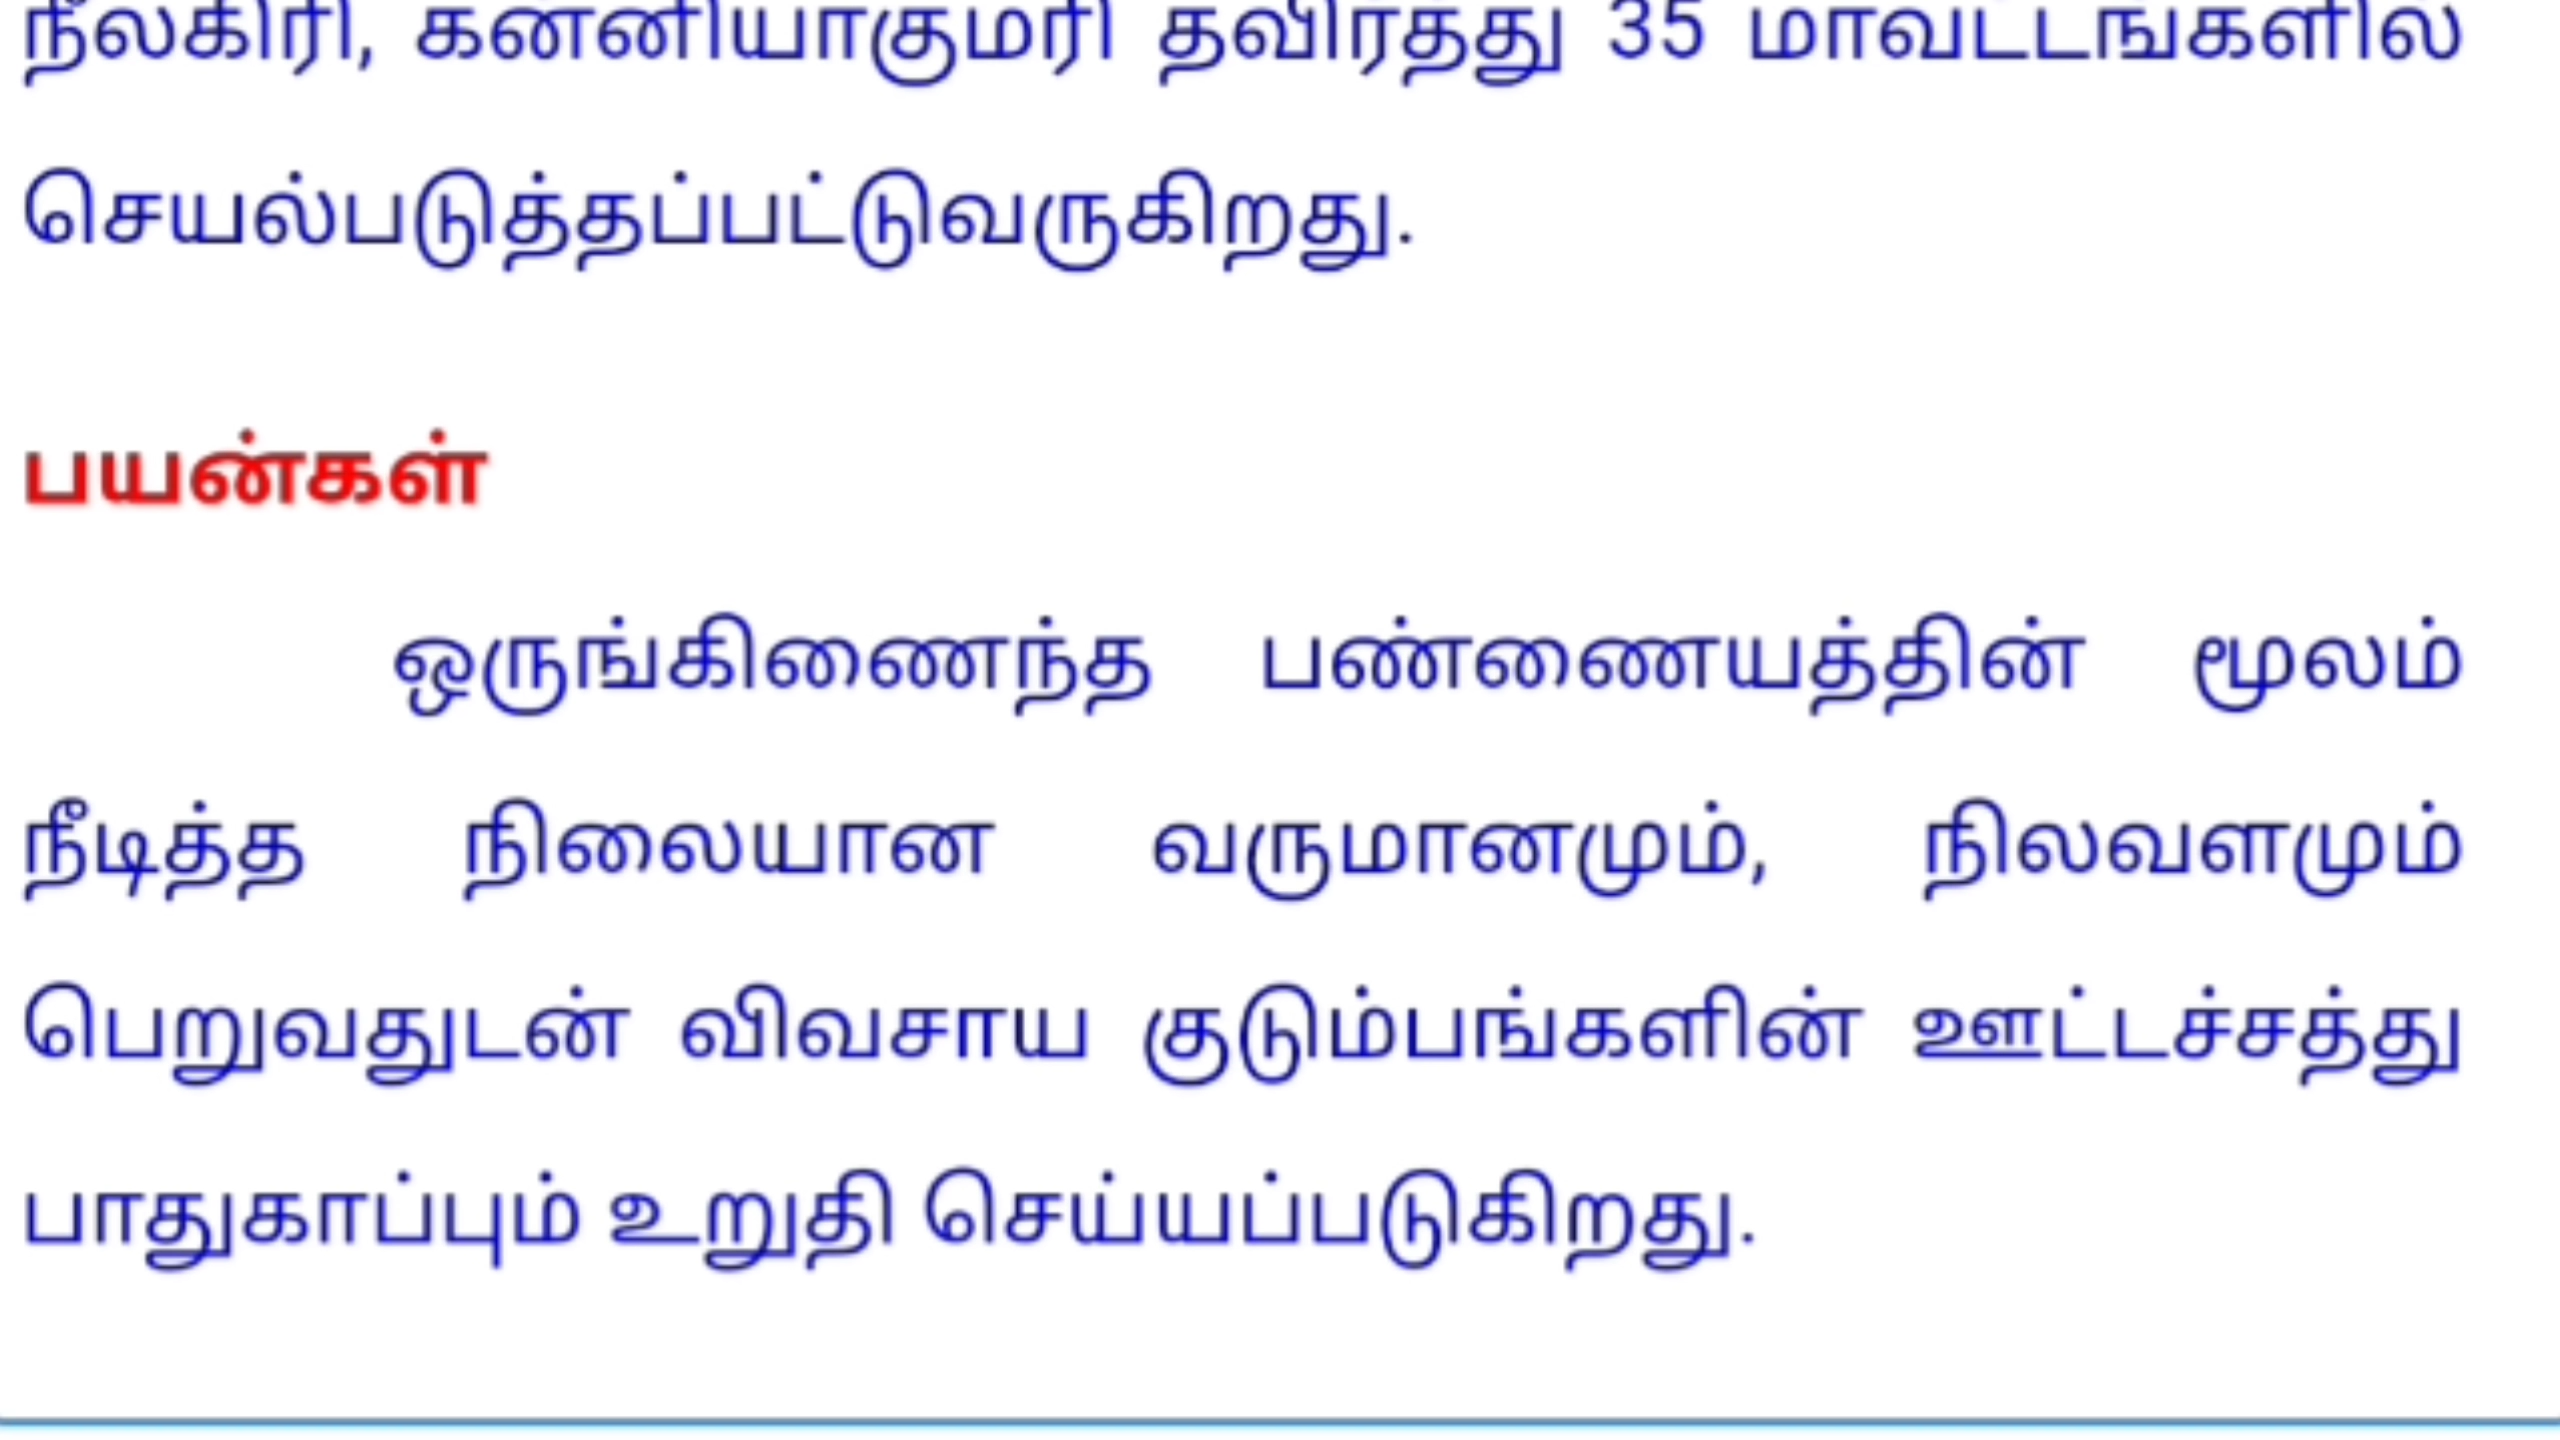 நீலகிரி, கன்னியாகுமரி தவிர்த்து 35 மாவட்டங்களில்
செயல்படுத்தப்பட்டுவருகிறது.
பயன்கள்
ஒருங்கிணைந்த பண்ணையத்தின் மூலம்
நீடித்த நிலையான வருமானமும், நிலவளமும்
பெறுவதுடன் விவசாய குடும்பங்களின் ஊட்டச்சத்து
பாதுகாப்பும் உறுதி செய்யப்படுகிறது.